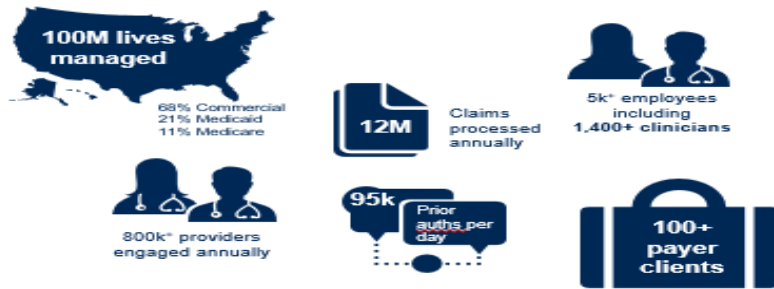 100M lives
managed
68% Commercial
21% Medicaid
11% Medicare
12M
Claims
processed
annually
5k+ employees
including
1,400+ clinicians
800k+ providers
engaged annually
95k
Prior
auths per
day
100+
payer
clients